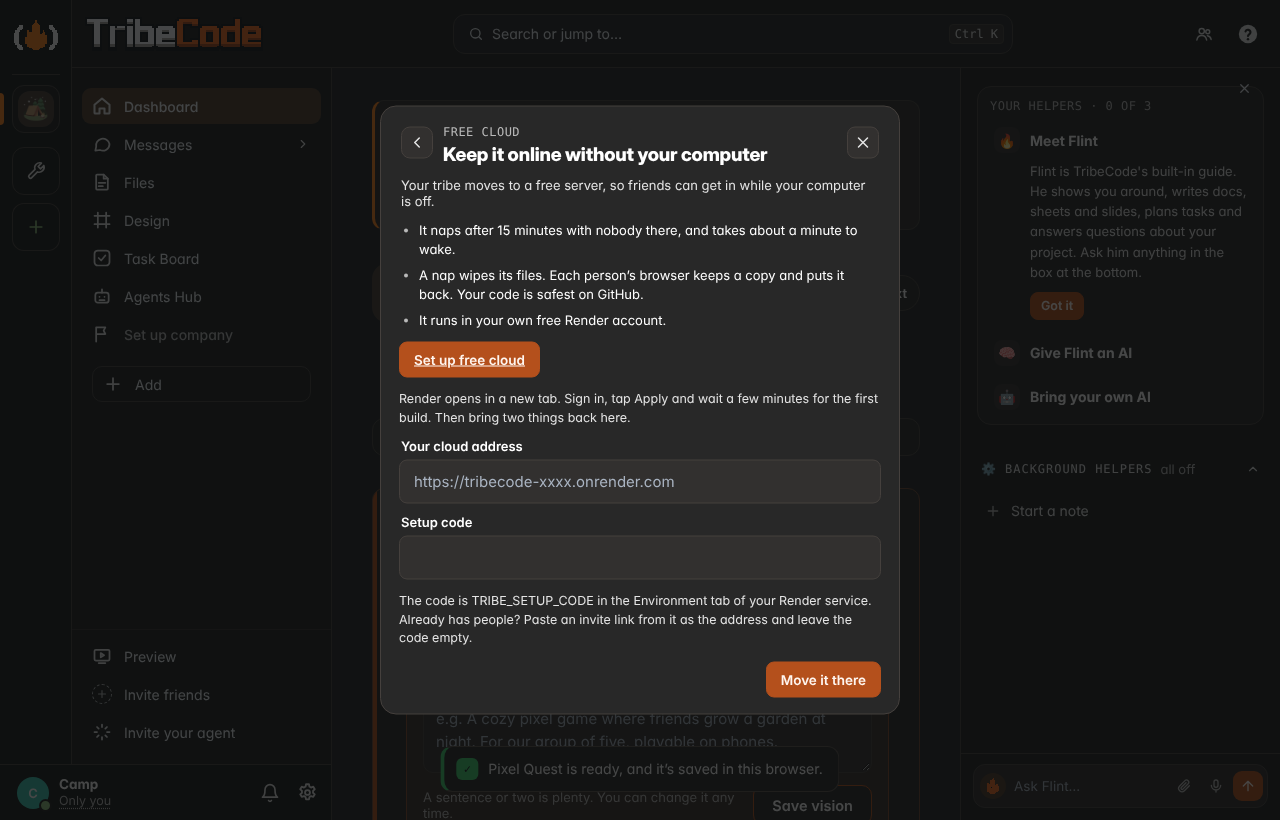 TribeCode
Search or jump to...
Ctrl K
Dashboard
Messages
Files
Design
Task Board
Agents Hub
Set up company
Add
Preview
Invite friends
Invite your agent
C
Camp
Only you
FREE CLOUD
Keep it online without your computer
Your tribe moves to a free server, so friends can get in while your computer
is off.
• It naps after 15 minutes with nobody there, and takes about a minute to
wake.
• A nap wipes its files. Each person's browser keeps a copy and puts it
back. Your code is safest on GitHub.
• It runs in your own free Render account.
Set up free cloud
Render opens in a new tab. Sign in, tap Apply and wait a few minutes for the first
build. Then bring two things back here.
Your cloud address
https://tribecode-xxxx.onrender.com
Setup code
The code is TRIBE_SETUP_CODE in the Environment tab of your Render service.
Already has people? Paste an invite link from it as the address and leave the
code empty.
Move it there
e.g. A cozy pixel game where friends grow a garden at
night. For our group of five, playable on phones.
Pixel Quest is ready, and it's saved in this browser.
A sentence or two is plenty. You can change it any
time.
Save vision
YOUR HELPERS · 0 OF 3
Meet Flint
Flint is TribeCode's built-in guide.
He shows you around, writes docs,
sheets and slides, plans tasks and
answers questions about your
project. Ask him anything in the
box at the bottom.
Got it
Give Flint an AI
Bring your own AI
BACKGROUND HELPERS all off
Start a note
Ask Flint...